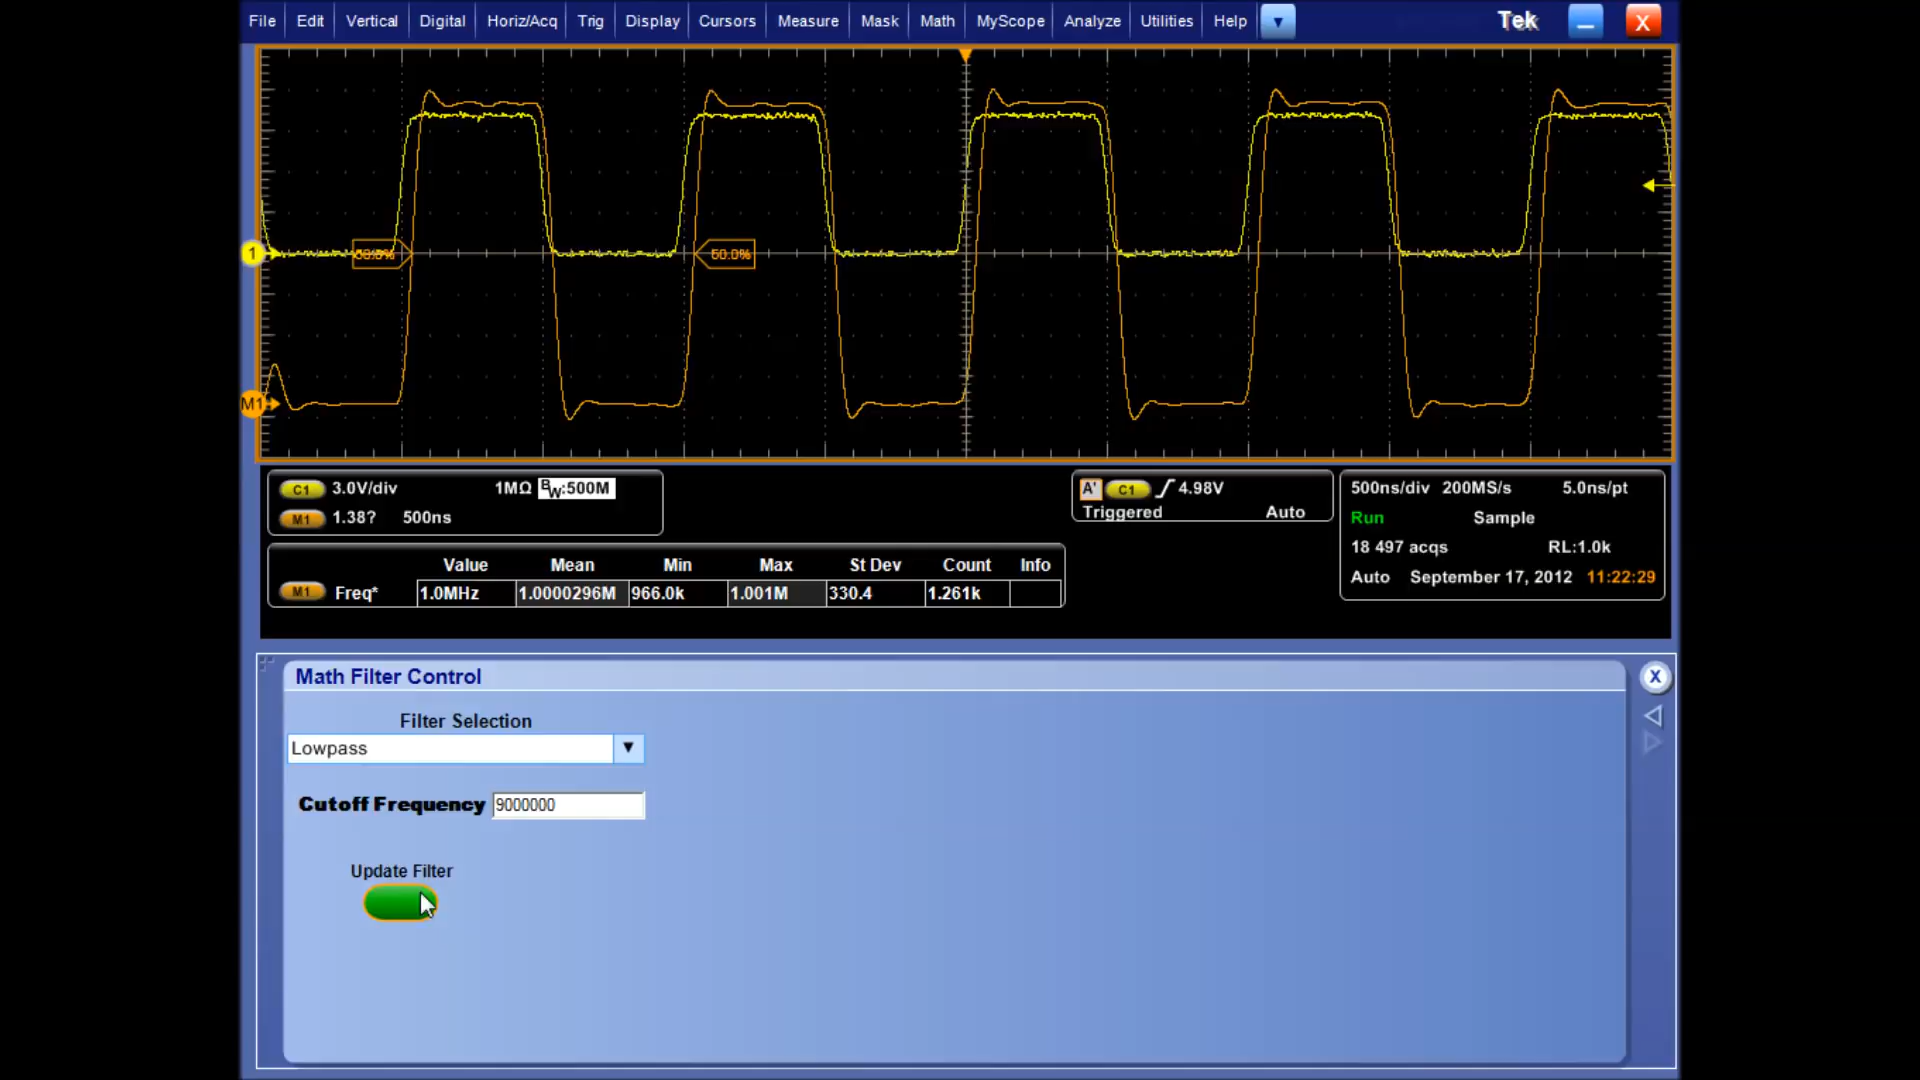 File Edit Vertical Digital Horiz/Acq Trig Display Cursors Measure Mask Math MyScope Analyze Utilities Help Tek X
50.0%
1
M1
C1 3.0V/div 1MΩ BW:500M
M1 1.38? 500ns
A' C1 4.98V
Triggered Auto
500ns/div 200MS/s 5.0ns/pt
Run Sample
18 497 acqs RL:1.0k
Auto September 17, 2012 11:22:29
Value Mean Min Max St Dev Count Info
M1 Freq* 1.0MHz 1.0000296M 966.0k 1.001M 330.4 1.261k
Math Filter Control X
Filter Selection
Lowpass
Cutoff Frequency 9000000
Update Filter